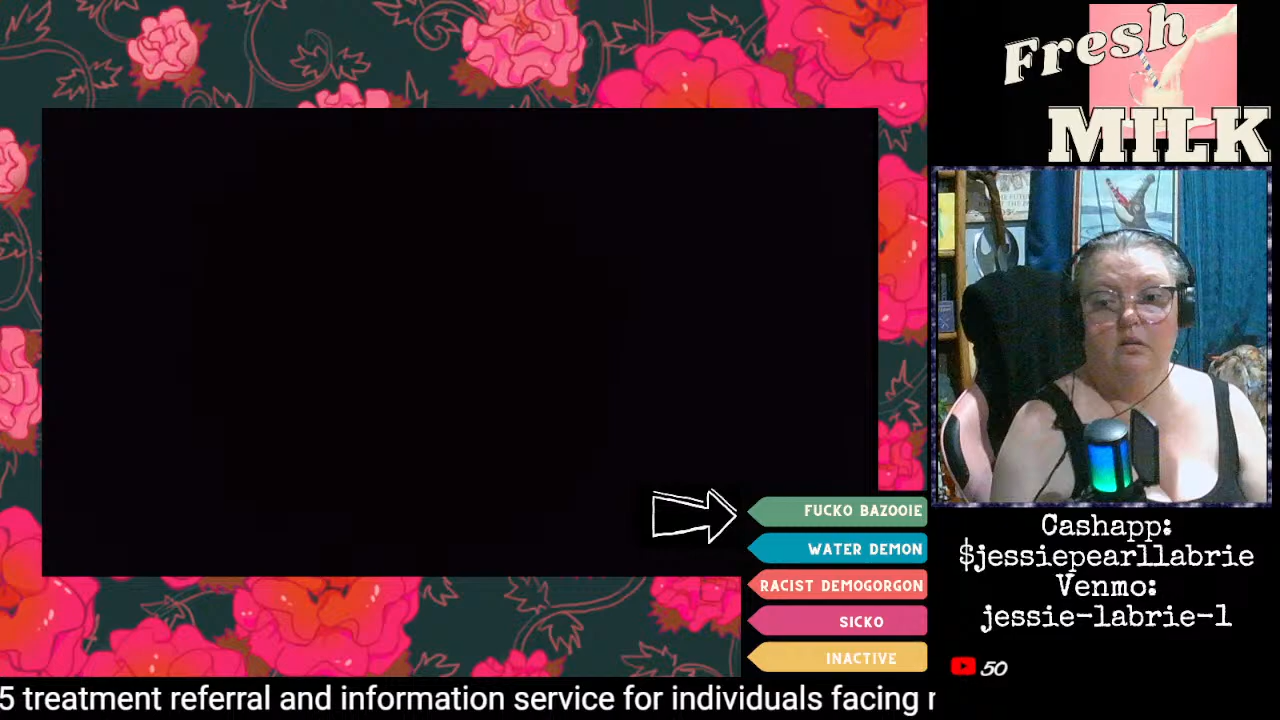 Fresh
MILK
FUCKO BAZOOIE
WATER DEMON
RACIST DEMOGORGON
SICKO
INACTIVE
Cashapp:
$jessiepearllabrie
Venmo:
jessie-labrie-1
50
5 treatment referral and information service for individuals facing